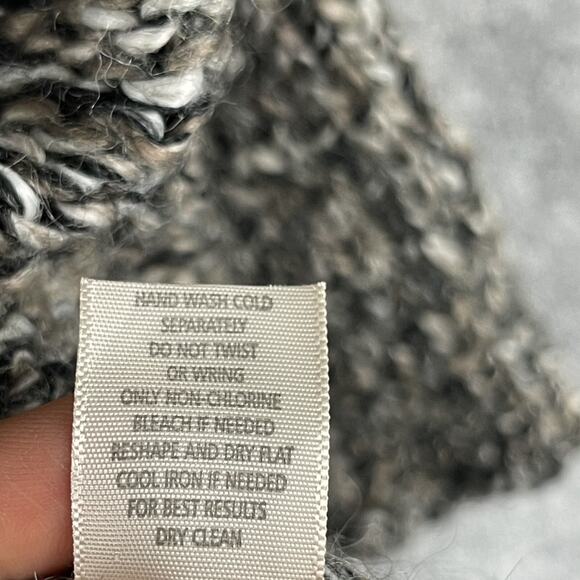 HAND WASH COLD
SEPARATELY
DO NOT TWIST
OR WRING
ONLY NON-CHLORINE
BLEACH IF NEEDED
RESHAPE AND DRY FLAT
COOL IRON IF NEEDED
FOR BEST RESULTS
DRY CLEAN